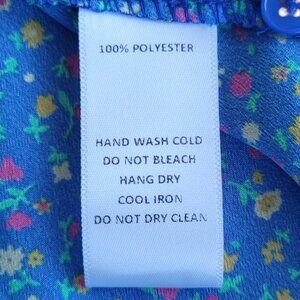 100% POLYESTER
HAND WASH COLD
DO NOT BLEACH
HANG DRY
COOL IRON
DO NOT DRY CLEAN